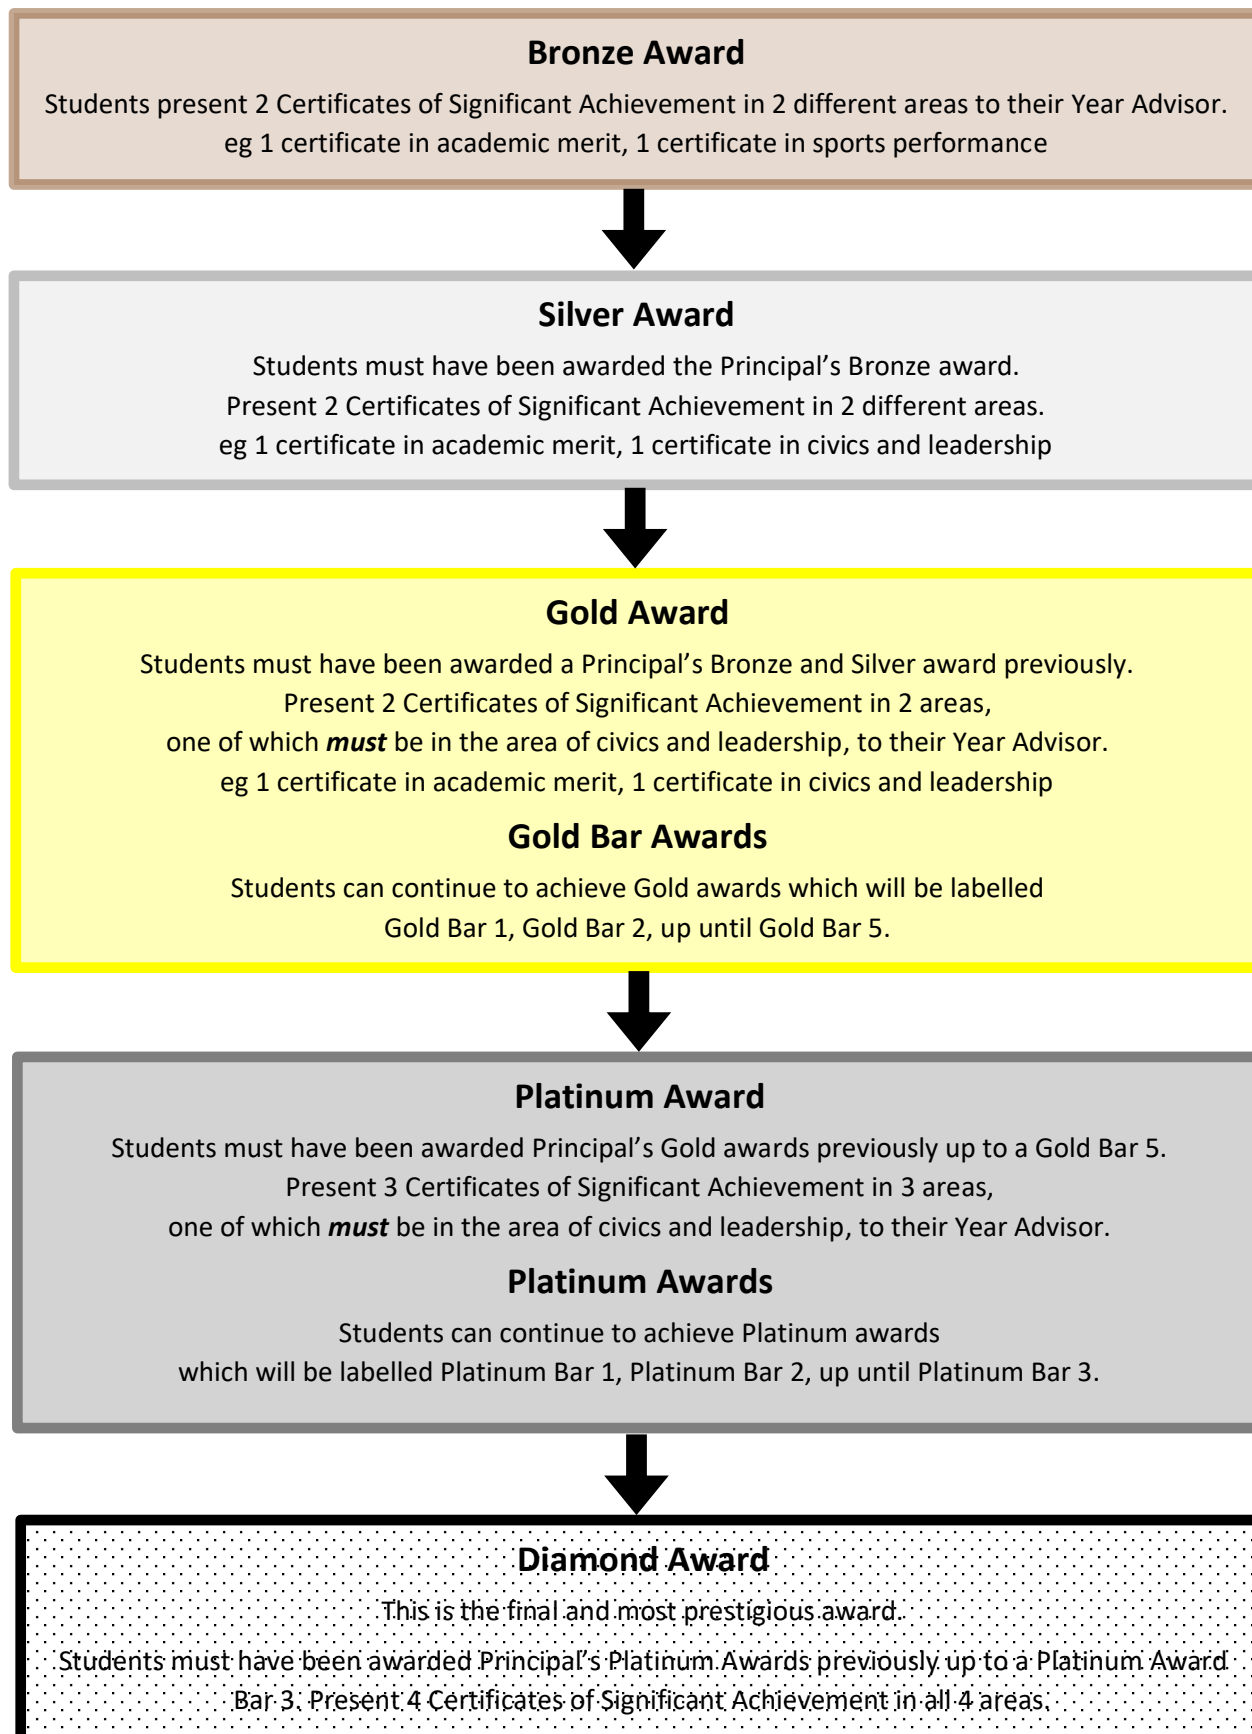 Bronze Award
Students present 2 Certificates of Significant Achievement in 2 different areas to their Year Advisor.
eg 1 certificate in academic merit, 1 certificate in sports performance
Silver Award
Students must have been awarded the Principal’s Bronze award.
Present 2 Certificates of Significant Achievement in 2 different areas.
eg 1 certificate in academic merit, 1 certificate in civics and leadership
Gold Award
Students must have been awarded a Principal’s Bronze and Silver award previously.
Present 2 Certificates of Significant Achievement in 2 areas,
one of which must be in the area of civics and leadership, to their Year Advisor.
eg 1 certificate in academic merit, 1 certificate in civics and leadership
Gold Bar Awards
Students can continue to achieve Gold awards which will be labelled
Gold Bar 1, Gold Bar 2, up until Gold Bar 5.
Platinum Award
Students must have been awarded Principal’s Gold awards previously up to a Gold Bar 5.
Present 3 Certificates of Significant Achievement in 3 areas,
one of which must be in the area of civics and leadership, to their Year Advisor.
Platinum Awards
Students can continue to achieve Platinum awards
which will be labelled Platinum Bar 1, Platinum Bar 2, up until Platinum Bar 3.
Diamond Award
This is the final and most prestigious award.
Students must have been awarded Principal’s Platinum Awards previously up to a Platinum Award
Bar 3. Present 4 Certificates of Significant Achievement in all 4 areas.